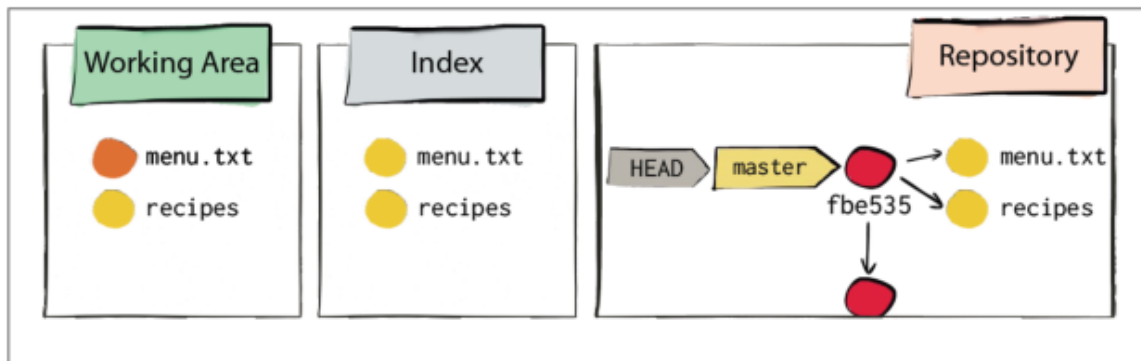 Working Area
menu.txt
recipes
Index
menu.txt
recipes
Repository
HEAD
master
fbe535
menu.txt
recipes